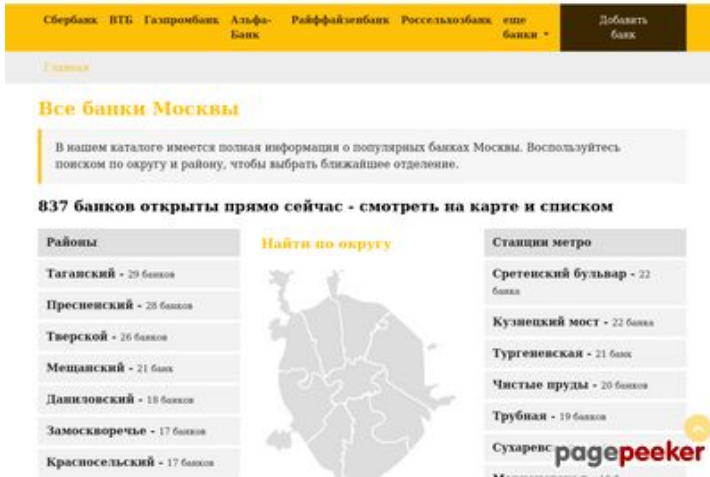 Сбербанк ВТБ Газпромбанк Альфа- Райффайзенбанк Россельхозбанк еще Добавить
Банк банки банк
Главная
Все банки Москвы
В нашем каталоге имеется полная информация о популярных банках Москвы. Воспользуйтесь
поиском по округу и району, чтобы выбрать ближайшее отделение.
837 банков открыты прямо сейчас - смотреть на карте и списком
Районы
Таганский - 29 банков
Пресненский - 28 банков
Тверской - 26 банков
Мещанский - 21 банк
Даниловский - 18 банков
Замоскворечье - 17 банков
Красносельский - 17 банков
Найти по округу
Станции метро
Сретенский бульвар - 22
банка
Кузнецкий мост - 22 банка
Тургеневская - 21 банк
Чистые пруды - 20 банков
Трубная - 19 банков
Сухаревс
pagepeeker